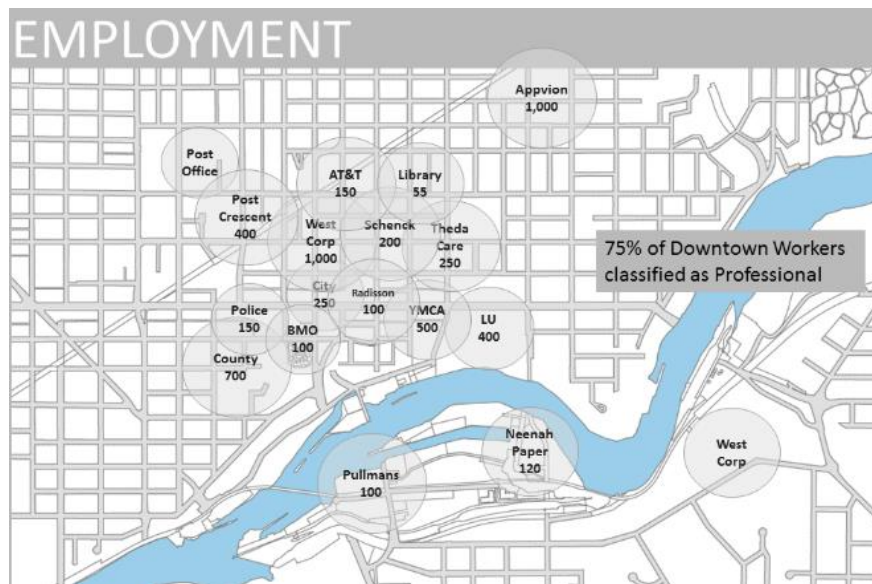 EMPLOYMENT
Appvion
1,000
Post
Office
AT&T
150
Library
55
Post
Crescent
400
West
Corp
1,000
Schenck
200
Theda
Care
250
75% of Downtown Workers
classified as Professional
City
250
Radisson
100
Police
150
BMO
100
YMCA
500
LU
400
County
700
Neenah
Paper
120
West
Corp
Pullmans
100